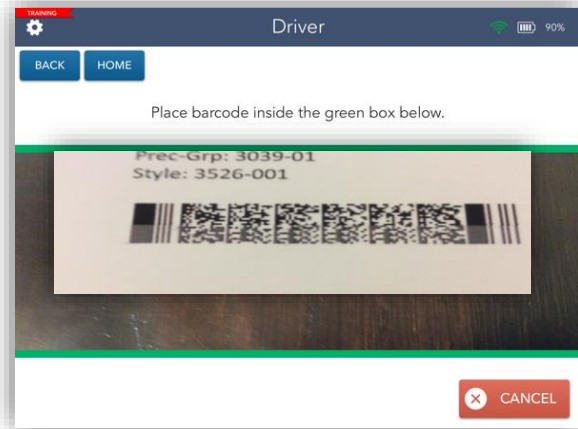 TRAINING
Driver
90%
BACK HOME
Place barcode inside the green box below.
Prec-Grp: 3039-01
Style: 3526-001
CANCEL